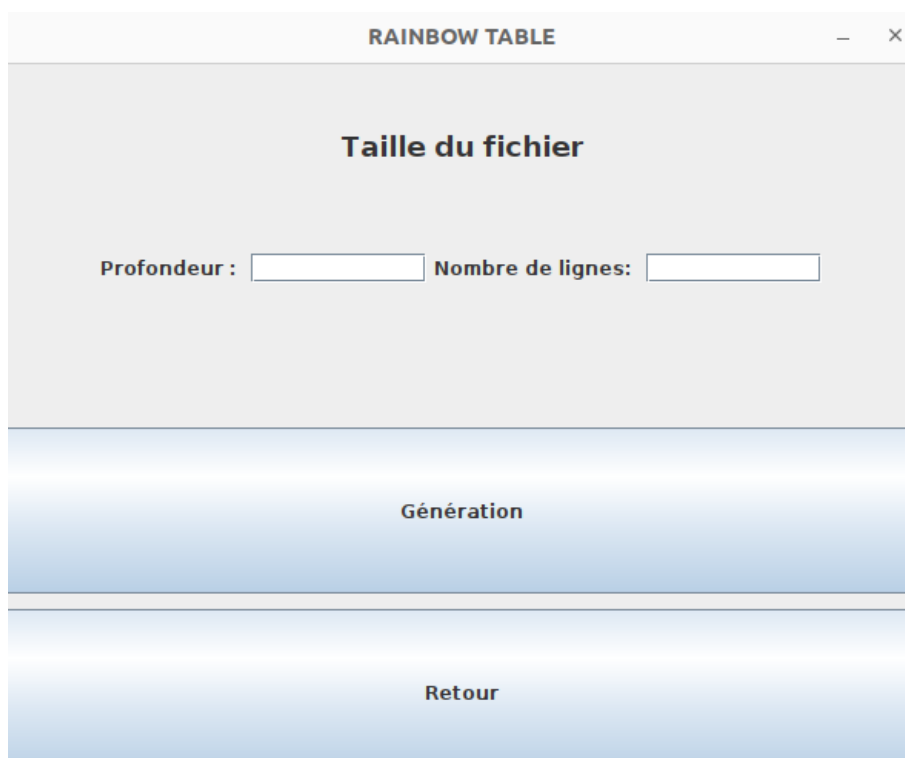 RAINBOW TABLE
Taille du fichier
Profondeur : Nombre de lignes:
Génération
Retour